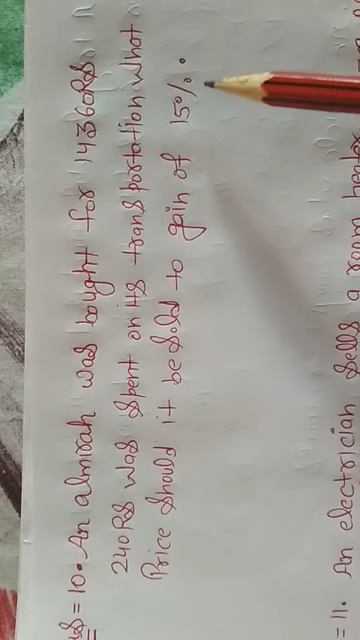 = 10. An almirah was bought for 14360RS
240RS was spent on its transportation what
Price should it be sold to gain of 15%.
= 11. An electrician sells a room heater